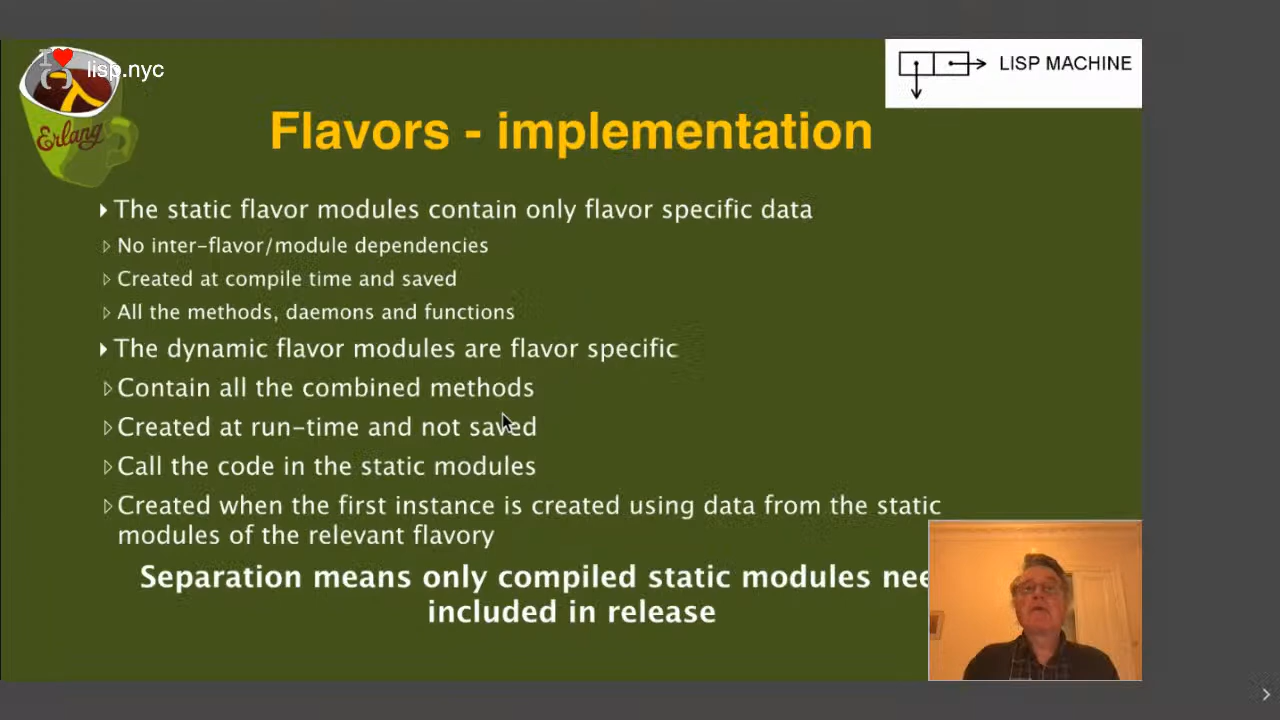 I
lisp.nyc
Erlang
LISP MACHINE
Flavors - implementation
The static flavor modules contain only flavor specific data
No inter-flavor/module dependencies
Created at compile time and saved
All the methods, daemons and functions
The dynamic flavor modules are flavor specific
Contain all the combined methods
Created at run-time and not saved
Call the code in the static modules
Created when the first instance is created using data from the static
modules of the relevant flavory
Separation means only compiled static modules
included in release